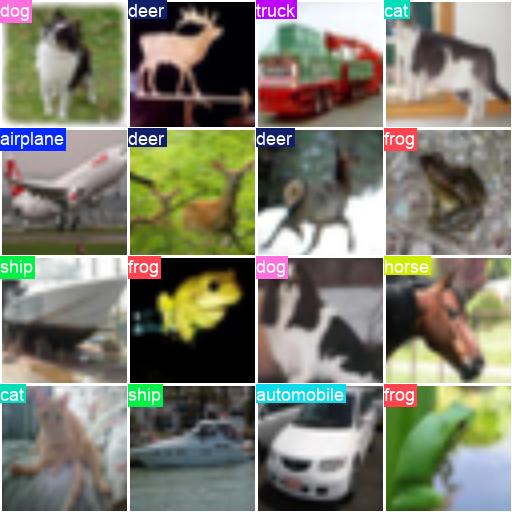 dog
deer
truck
cat
airplane
deer
deer
frog
ship
frog
dog
horse
cat
ship
automobile
frog